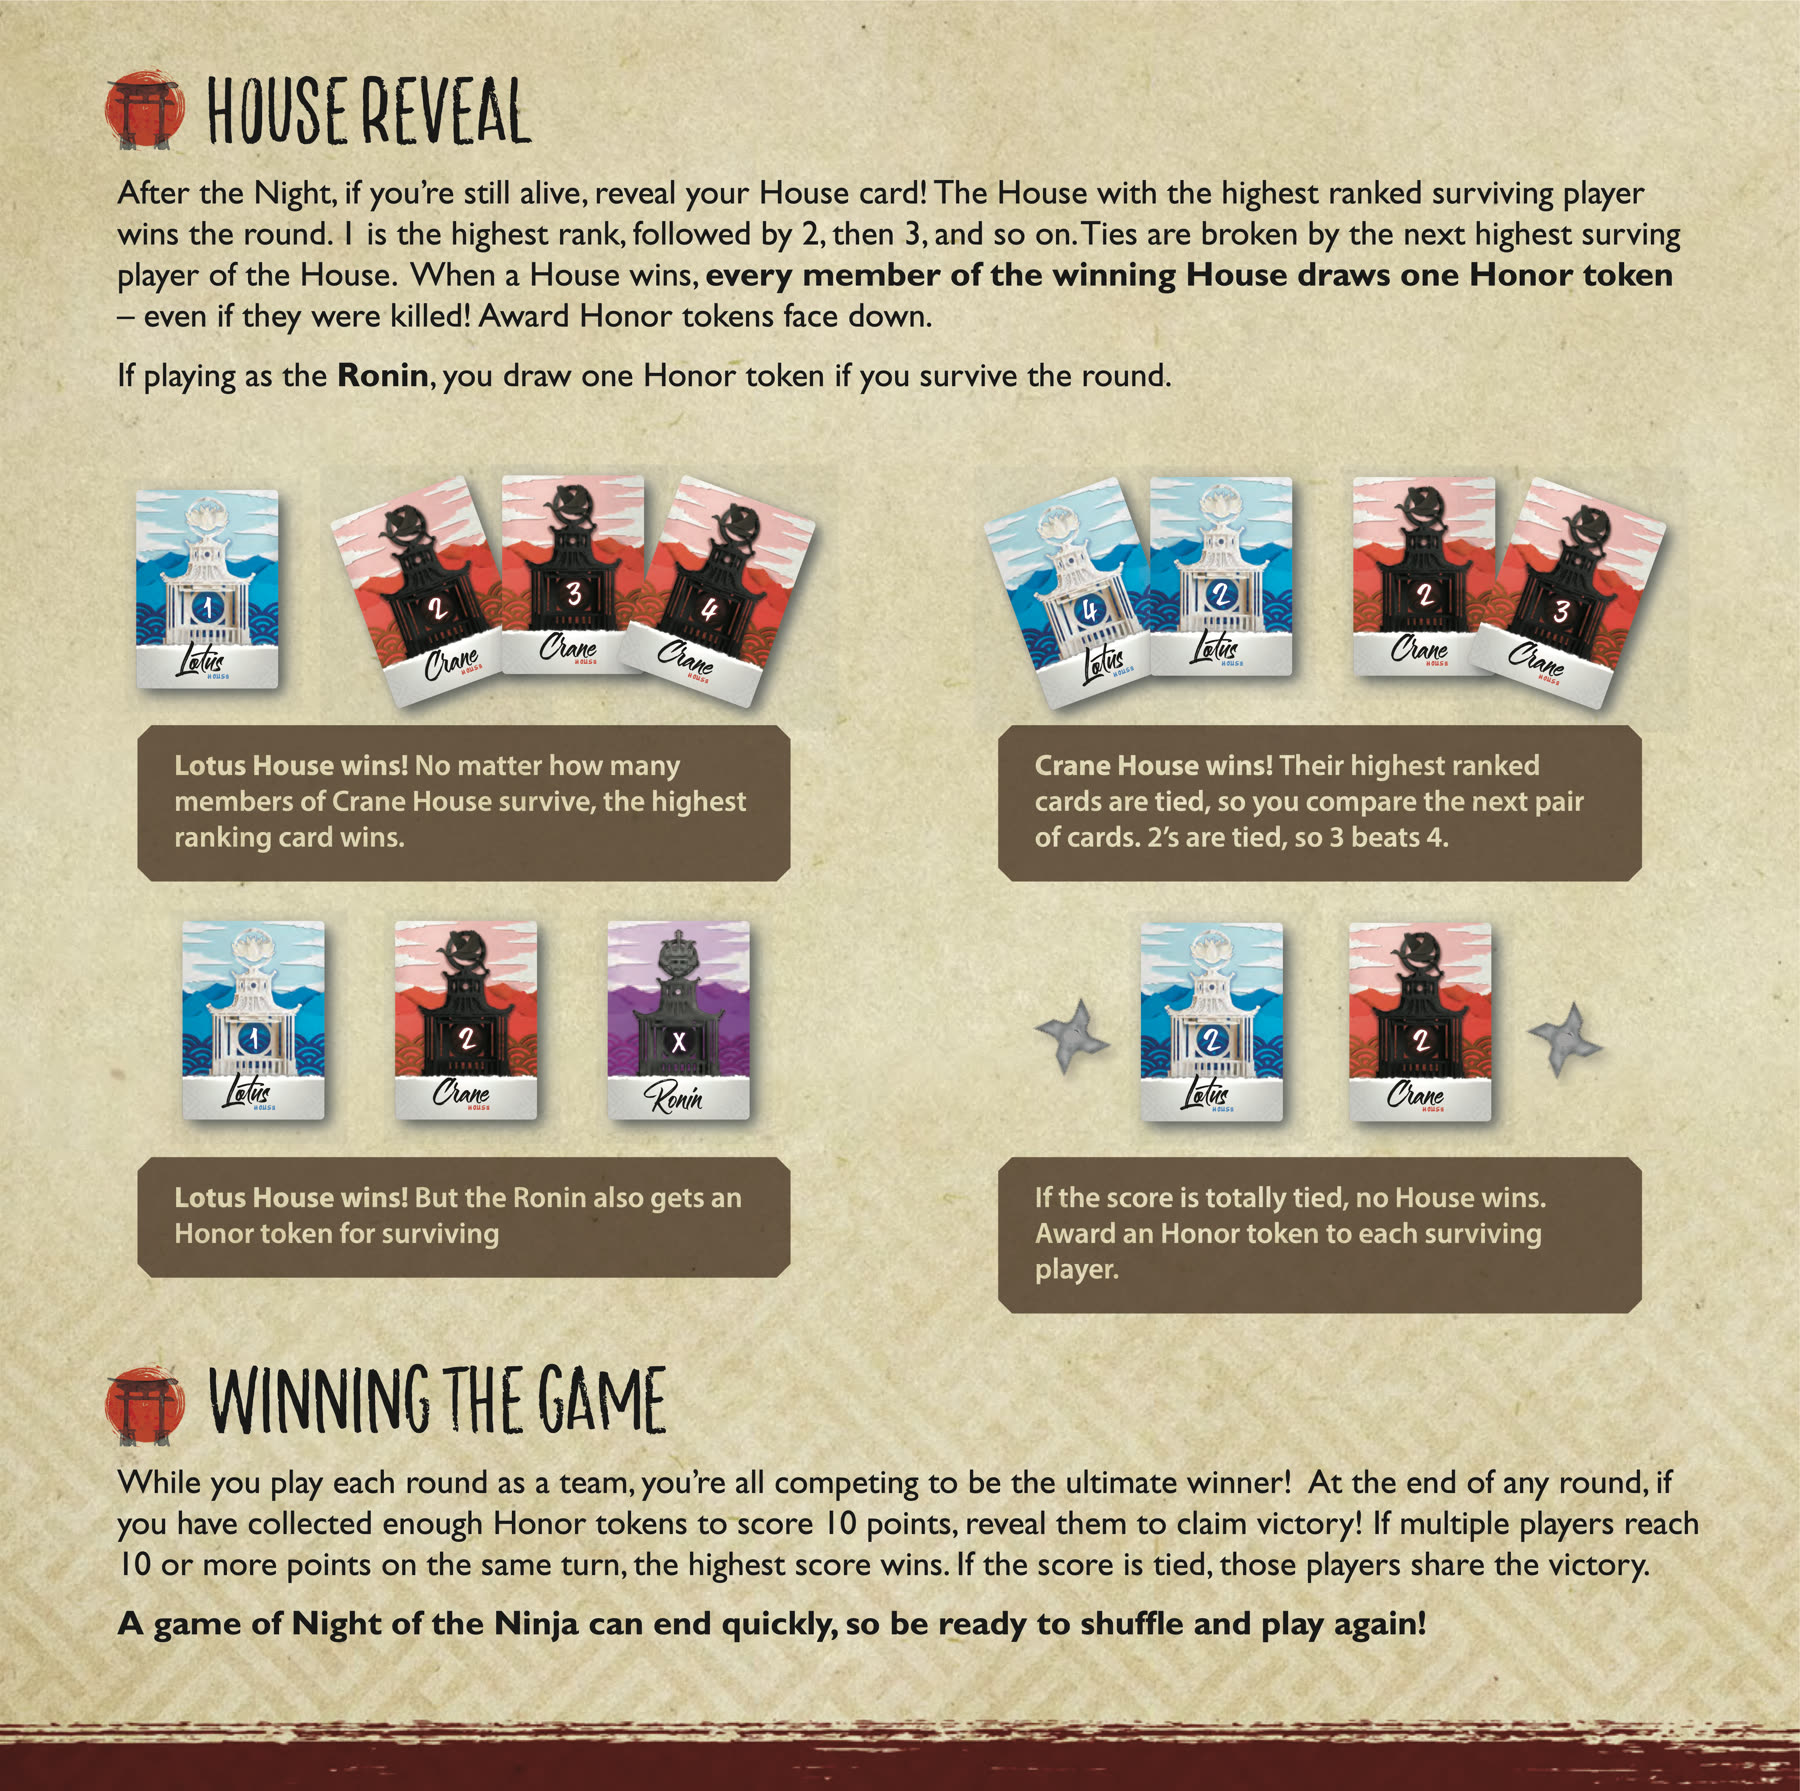 HOUSE REVEAL
After the Night, if you're still alive, reveal your House card! The House with the highest ranked surviving player
wins the round. 1 is the highest rank, followed by 2, then 3, and so on. Ties are broken by the next highest surving
player of the House. When a House wins, every member of the winning House draws one Honor token
– even if they were killed! Award Honor tokens face down.
If playing as the Ronin, you draw one Honor token if you survive the round.
1
Lotus
HOUSE
2
Crane
HOUSE
3
Crane
HOUSE
4
Crane
HOUSE
4
Lotus
HOUSE
2
Lotus
HOUSE
2
Crane
HOUSE
3
Crane
HOUSE
Lotus House wins! No matter how many
members of Crane House survive, the highest
ranking card wins.
Crane House wins! Their highest ranked
cards are tied, so you compare the next pair
of cards. 2's are tied, so 3 beats 4.
1
Lotus
HOUSE
2
Crane
HOUSE
X
Ronin
2
Lotus
HOUSE
2
Crane
HOUSE
Lotus House wins! But the Ronin also gets an
Honor token for surviving
If the score is totally tied, no House wins.
Award an Honor token to each surviving
player.
WINNING THE GAME
While you play each round as a team, you're all competing to be the ultimate winner! At the end of any round, if
you have collected enough Honor tokens to score 10 points, reveal them to claim victory! If multiple players reach
10 or more points on the same turn, the highest score wins. If the score is tied, those players share the victory.
A game of Night of the Ninja can end quickly, so be ready to shuffle and play again!